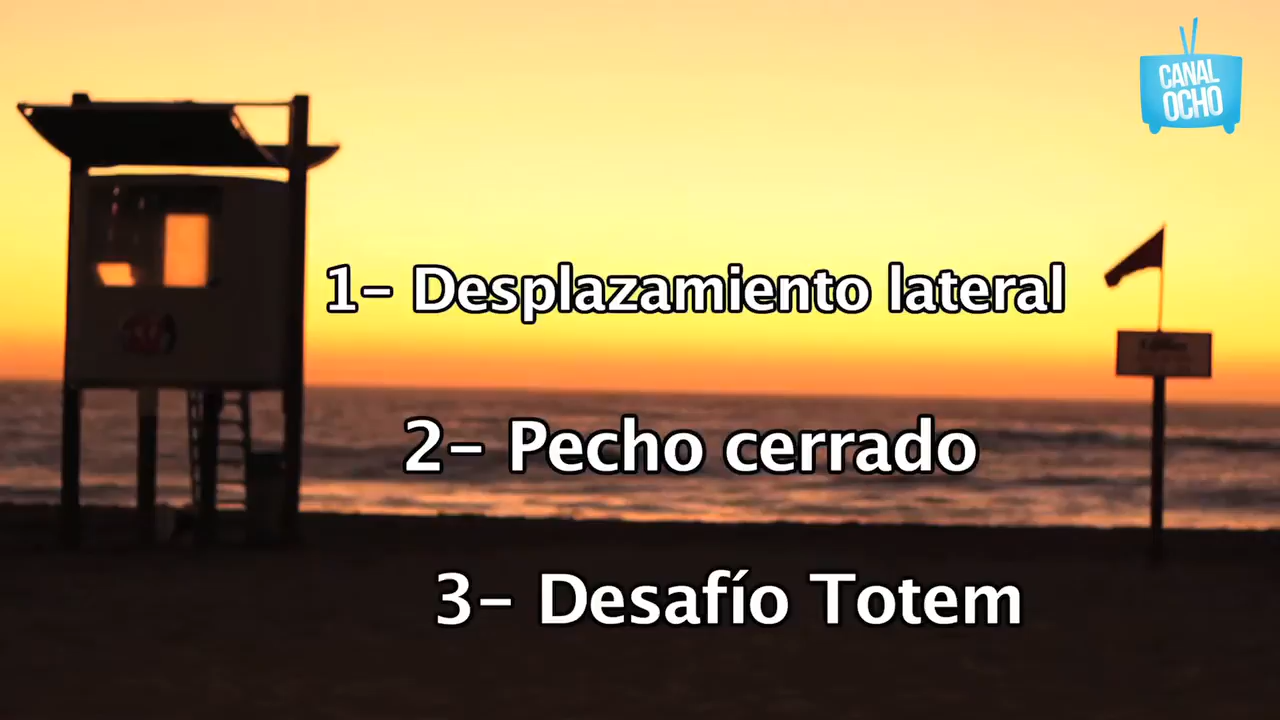 CANAL
OCHO
1- Desplazamiento lateral
2- Pecho cerrado
3- Desafío Totem